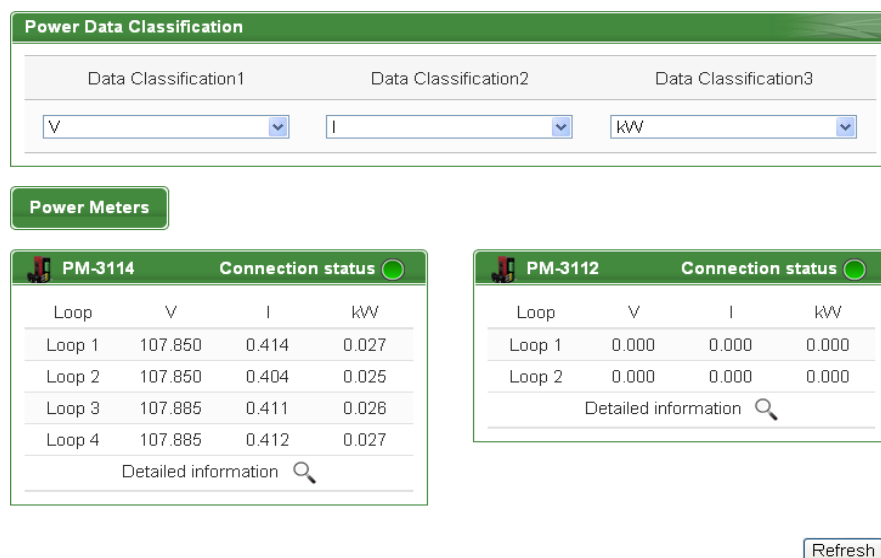 Power Data Classification
Data Classification1 Data Classification2 Data Classification3
V I kW
Power Meters
PM-3114 Connection status
Loop V I kW
Loop 1 107.850 0.414 0.027
Loop 2 107.850 0.404 0.025
Loop 3 107.885 0.411 0.026
Loop 4 107.885 0.412 0.027
Detailed information
PM-3112 Connection status
Loop V I kW
Loop 1 0.000 0.000 0.000
Loop 2 0.000 0.000 0.000
Detailed information
Refresh